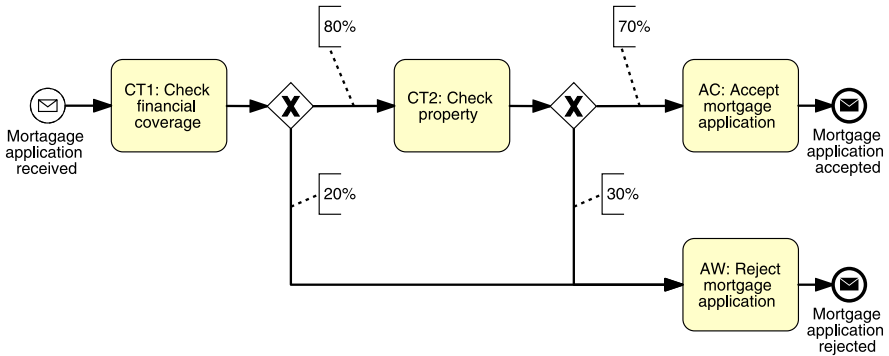 80%
70%
CT1: Check
financial
coverage
X
CT2: Check
property
X
AC: Accept
mortgage
application
Mortagage
application
received
Mortgage
application
accepted
20%
30%
AW: Reject
mortgage
application
Mortgage
application
rejected